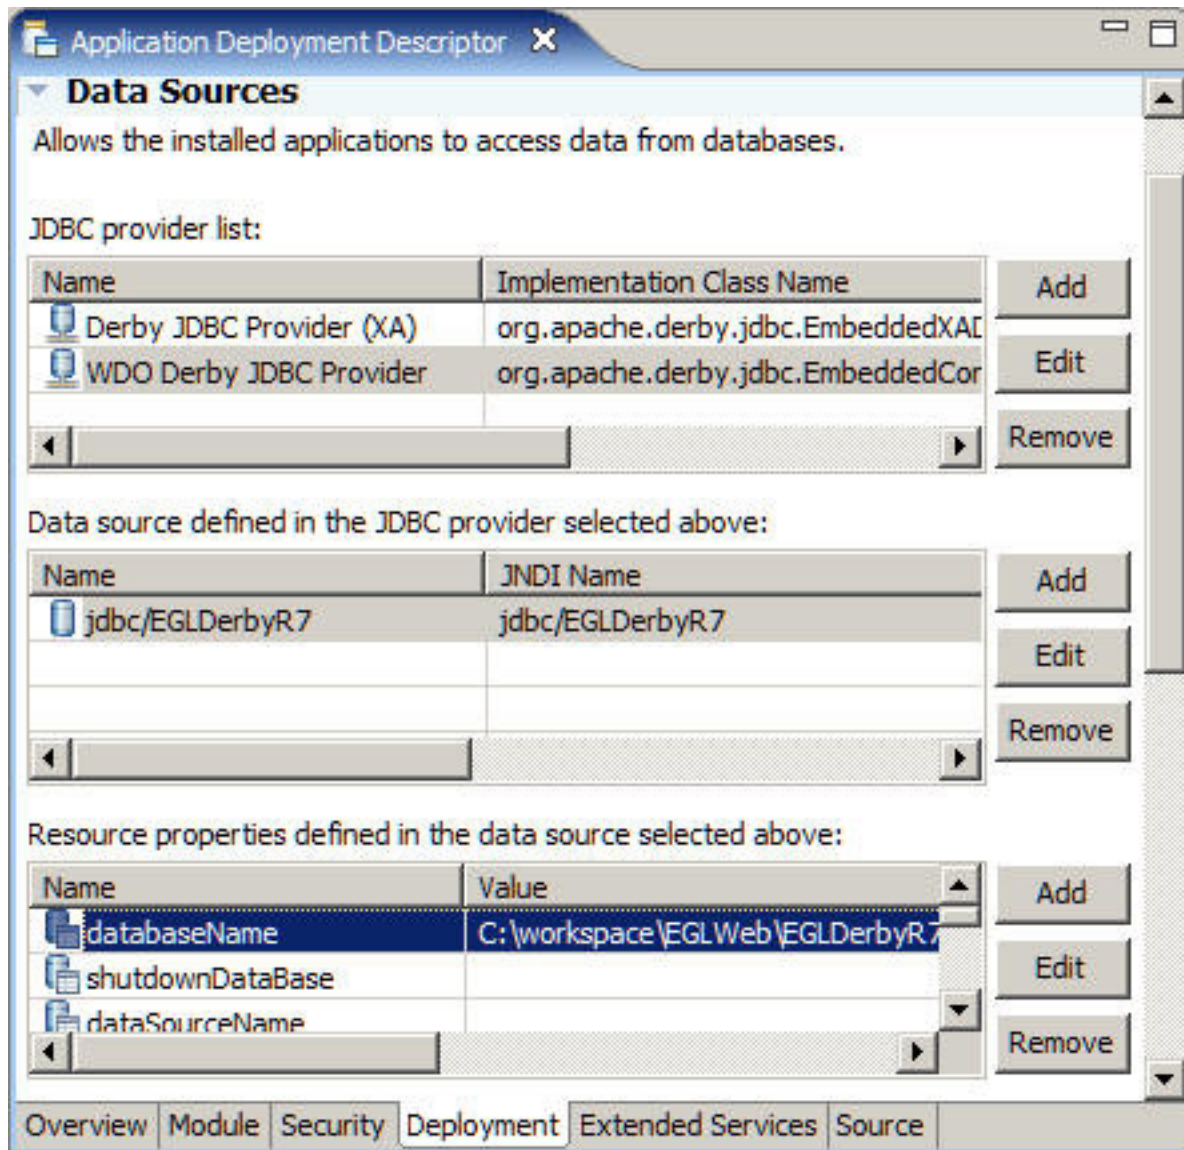 Application Deployment Descriptor
Data Sources
Allows the installed applications to access data from databases.
JDBC provider list:
Name Implementation Class Name
Add
Derby JDBC Provider (XA) org.apache.derby.jdbc.EmbeddedXAD
WDO Derby JDBC Provider org.apache.derby.jdbc.EmbeddedCon
Edit
Remove
Data source defined in the JDBC provider selected above:
Name JNDI Name
Add
jdbc/EGLDerbyR7 jdbc/EGLDerbyR7
Edit
Remove
Resource properties defined in the data source selected above:
Name Value
Add
databaseName C:\workspace\EGLWeb\EGLDerbyR7
shutdownDataBase
Edit
dataSourceName
Remove
Overview Module Security Deployment Extended Services Source